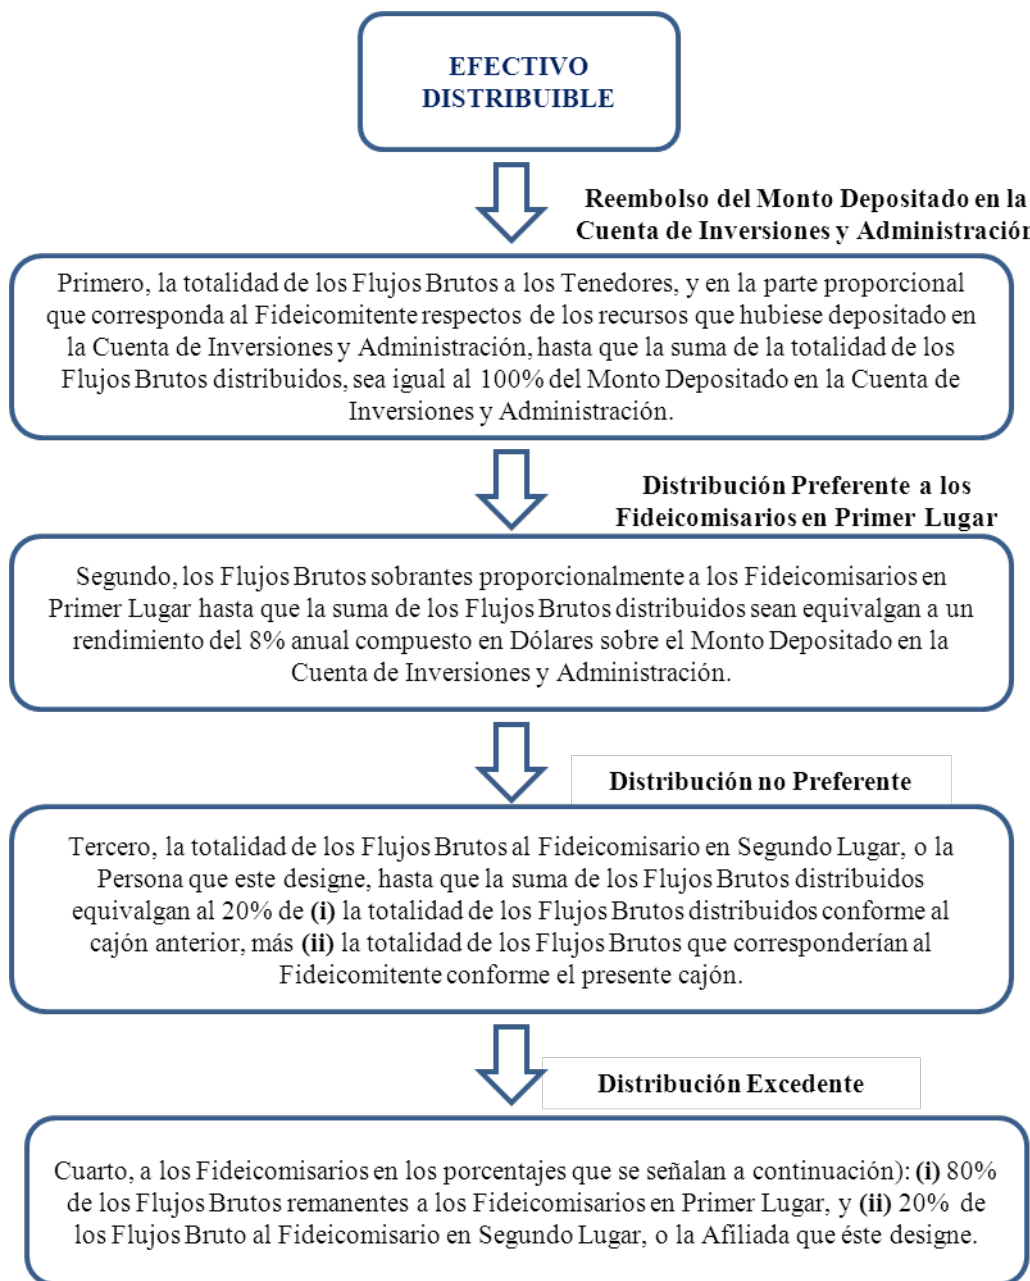 EFECTIVO
DISTRIBUIBLE
Reembolso del Monto Depositado en la
Cuenta de Inversiones y Administración
Primero, la totalidad de los Flujos Brutos a los Tenedores, y en la parte proporcional
que corresponda al Fideicomitente respectos de los recursos que hubiese depositado en
la Cuenta de Inversiones y Administración, hasta que la suma de la totalidad de los
Flujos Brutos distribuidos, sea igual al 100% del Monto Depositado en la Cuenta de
Inversiones y Administración.
Distribución Preferente a los
Fideicomisarios en Primer Lugar
Segundo, los Flujos Brutos sobrantes proporcionalmente a los Fideicomisarios en
Primer Lugar hasta que la suma de los Flujos Brutos distribuidos sean equivalgan a un
rendimiento del 8% anual compuesto en Dólares sobre el Monto Depositado en la
Cuenta de Inversiones y Administración.
Distribución no Preferente
Tercero, la totalidad de los Flujos Brutos al Fideicomisario en Segundo Lugar, o la
Persona que este designe, hasta que la suma de los Flujos Brutos distribuidos
equivalgan al 20% de (i) la totalidad de los Flujos Brutos distribuidos conforme al
cajón anterior, más (ii) la totalidad de los Flujos Brutos que corresponderían al
Fideicomitente conforme el presente cajón.
Distribución Excedente
Cuarto, a los Fideicomisarios en los porcentajes que se señalan a continuación): (i) 80%
de los Flujos Brutos remanentes a los Fideicomisarios en Primer Lugar, y (ii) 20% de
los Flujos Bruto al Fideicomisario en Segundo Lugar, o la Afiliada que éste designe.